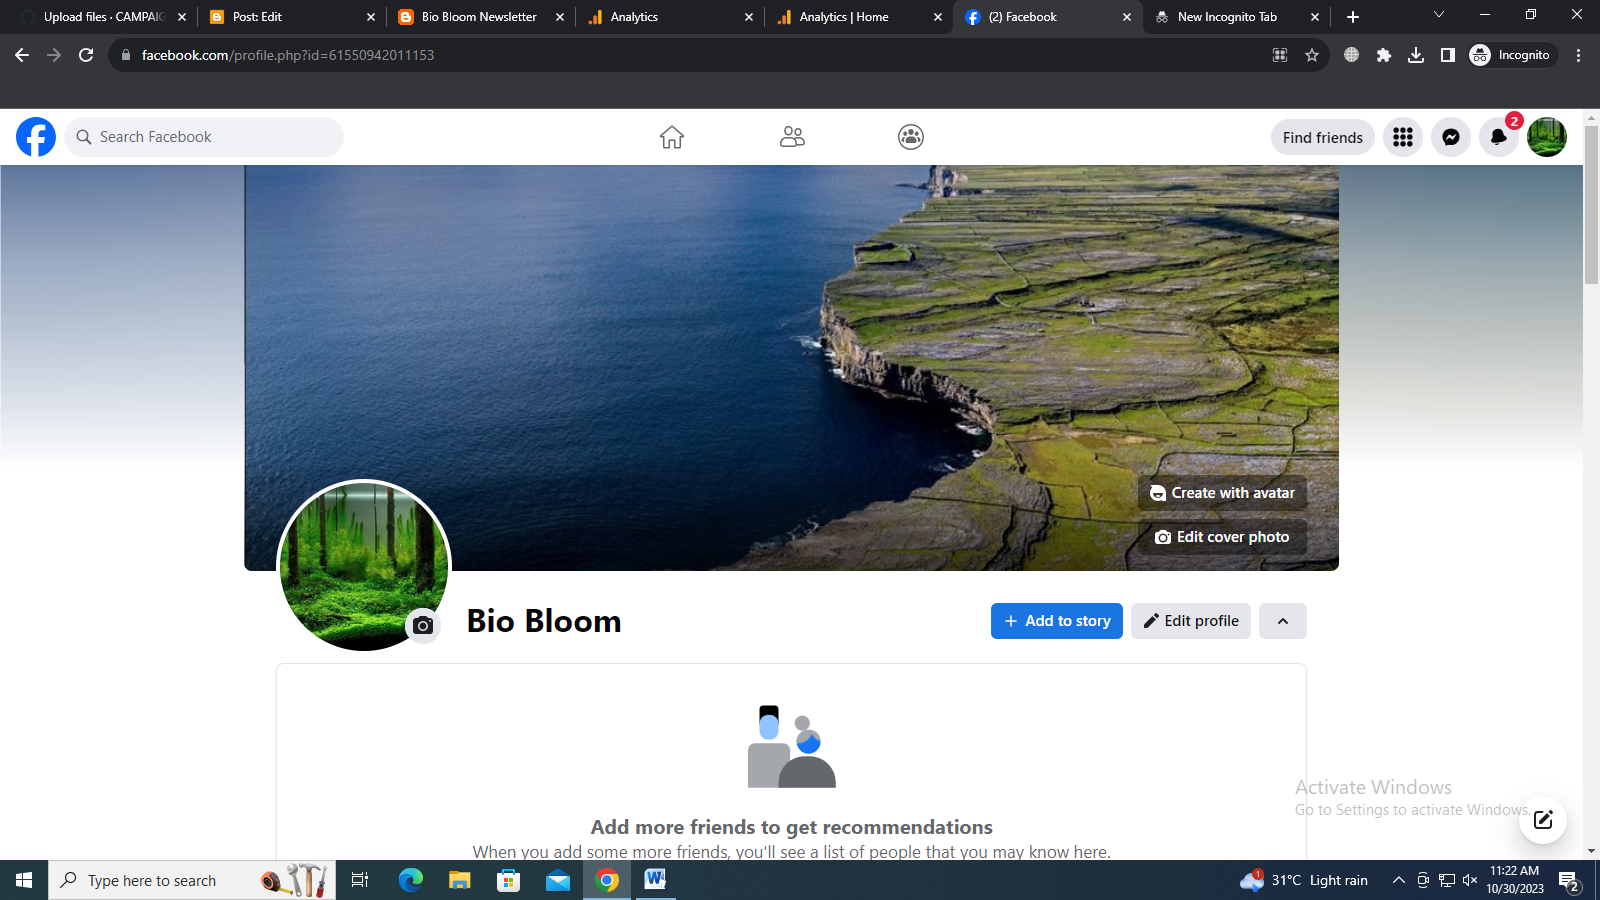 Upload files · CAMPAIG
Post: Edit
Bio Bloom Newsletter
Analytics
Analytics | Home
(2) Facebook
New Incognito Tab
facebook.com/profile.php?id=61550942011153
Incognito
Search Facebook
Find friends
2
Create with avatar
Edit cover photo
Bio Bloom
+ Add to story
Edit profile
Add more friends to get recommendations
When you add some more friends, you'll see a list of people that you may know here.
Activate Windows
Go to Settings to activate Windows.
Type here to search
W
1
31°C Light rain
11:22 AM
10/30/2023
2